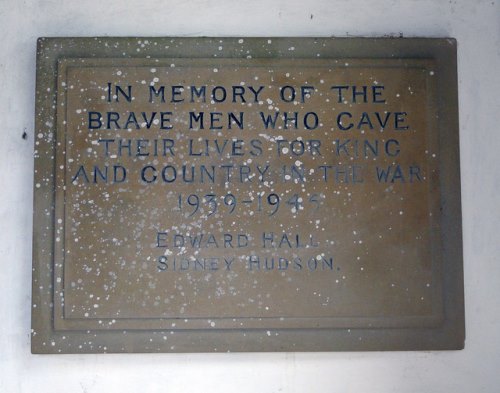 IN MEMORY OF THE
BRAVE MEN WHO GAVE
THEIR LIVES FOR KING
AND COUNTRY IN THE WAR
1939-1945
EDWARD HALL.
SIDNEY HUDSON.